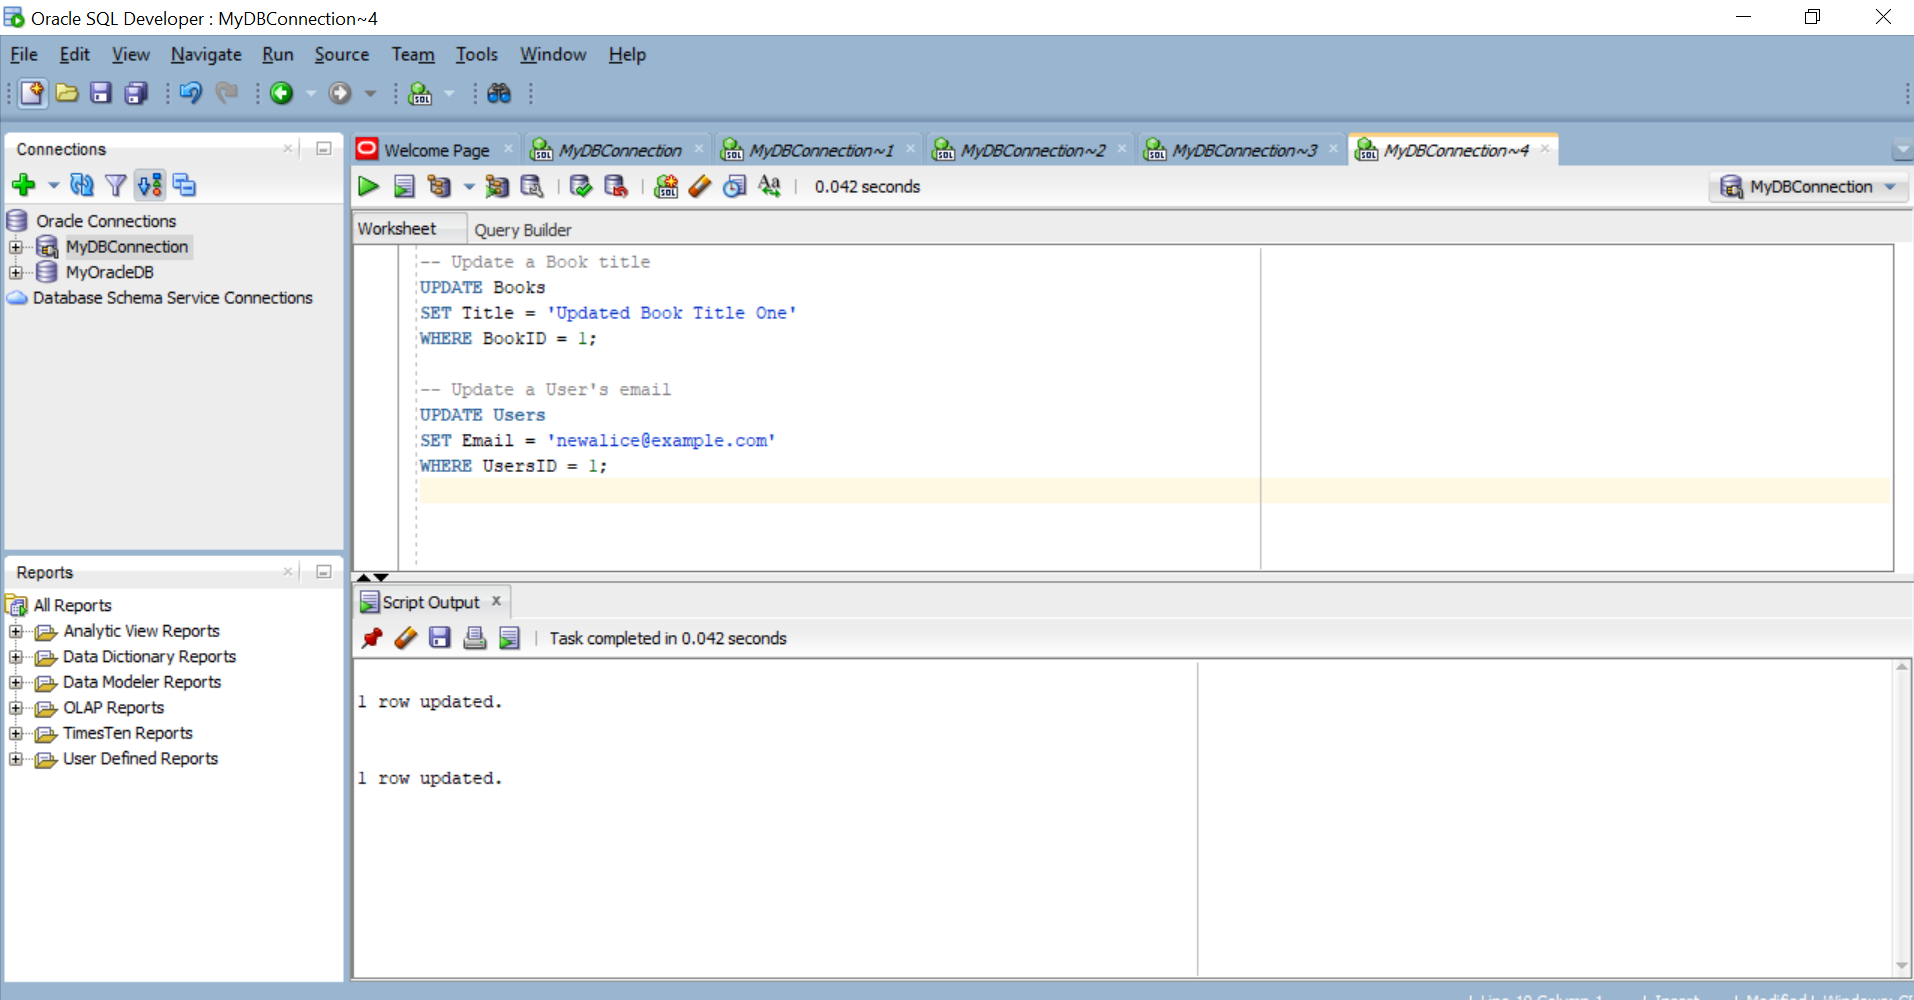 Oracle SQL Developer : MyDBConnection~4
File Edit View Navigate Run Source Team Tools Window Help
Connections
Oracle Connections
MyDBConnection
MyOracleDB
Database Schema Service Connections
Reports
All Reports
Analytic View Reports
Data Dictionary Reports
Data Modeler Reports
OLAP Reports
TimesTen Reports
User Defined Reports
Welcome Page MyDBConnection MyDBConnection~1 MyDBConnection~2 MyDBConnection~3 MyDBConnection~4
0.042 seconds MyDBConnection
Worksheet Query Builder
-- Update a Book title
UPDATE Books
SET Title = 'Updated Book Title One'
WHERE BookID = 1;
-- Update a User's email
UPDATE Users
SET Email = 'newalice@example.com'
WHERE UsersID = 1;
Script Output
Task completed in 0.042 seconds
1 row updated.
1 row updated.